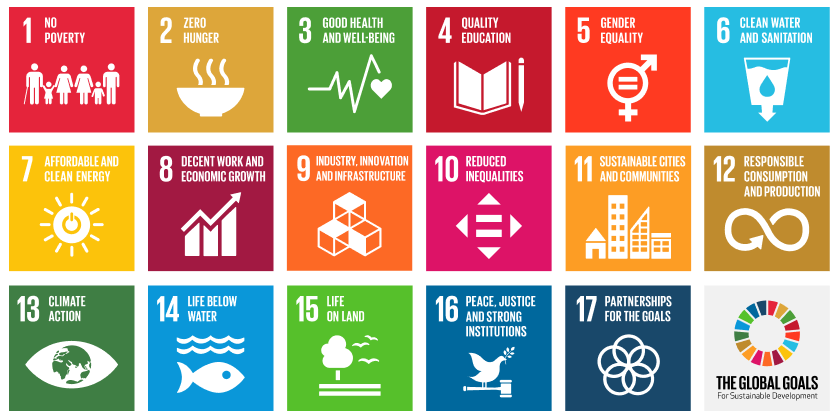 1 NO
POVERTY
2 ZERO
HUNGER
3 GOOD HEALTH
AND WELL-BEING
4 QUALITY
EDUCATION
5 GENDER
EQUALITY
6 CLEAN WATER
AND SANITATION
7 AFFORDABLE AND
CLEAN ENERGY
8 DECENT WORK AND
ECONOMIC GROWTH
9 INDUSTRY, INNOVATION
AND INFRASTRUCTURE
10 REDUCED
INEQUALITIES
11 SUSTAINABLE CITIES
AND COMMUNITIES
12 RESPONSIBLE
CONSUMPTION
AND PRODUCTION
13 CLIMATE
ACTION
14 LIFE BELOW
WATER
15 LIFE
ON LAND
16 PEACE, JUSTICE
AND STRONG
INSTITUTIONS
17 PARTNERSHIPS
FOR THE GOALS
THE GLOBAL GOALS
For Sustainable Development